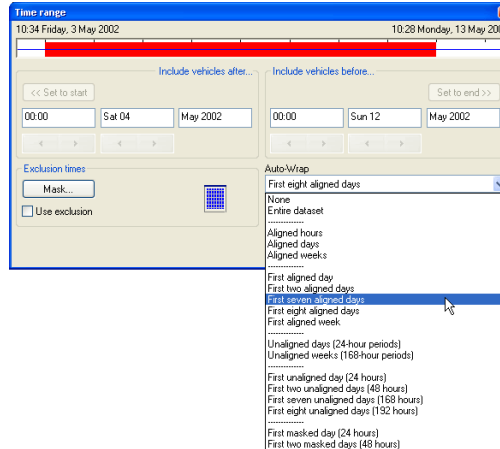 Time range
10:34 Friday, 3 May 2002 10:28 Monday, 13 May 200
Include vehicles after... Include vehicles before...
<< Set to start Set to end >>
00:00 Sat 04 May 2002 00:00 Sun 12 May 2002
< > < > < > < >
Exclusion times Auto-Wrap
First eight aligned days
Mask...
Use exclusion
None
Entire dataset
--------------
Aligned hours
Aligned days
Aligned weeks
--------------
First aligned day
First two aligned days
First seven aligned days
First eight aligned days
First aligned week
--------------
Unaligned days (24-hour periods)
Unaligned weeks (168-hour periods)
--------------
First unaligned day (24 hours)
First two unaligned days (48 hours)
First seven unaligned days (168 hours)
First eight unaligned days (192 hours)
--------------
First masked day (24 hours)
First two masked days (48 hours)